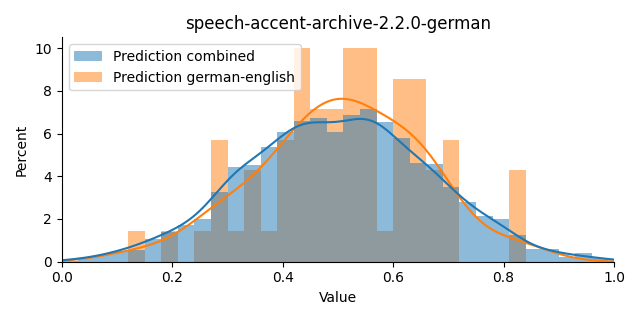 speech-accent-archive-2.2.0-german
Prediction combined
Prediction german-english
Percent
10
8
6
4
2
0
0.0 0.2 0.4 0.6 0.8 1.0
Value